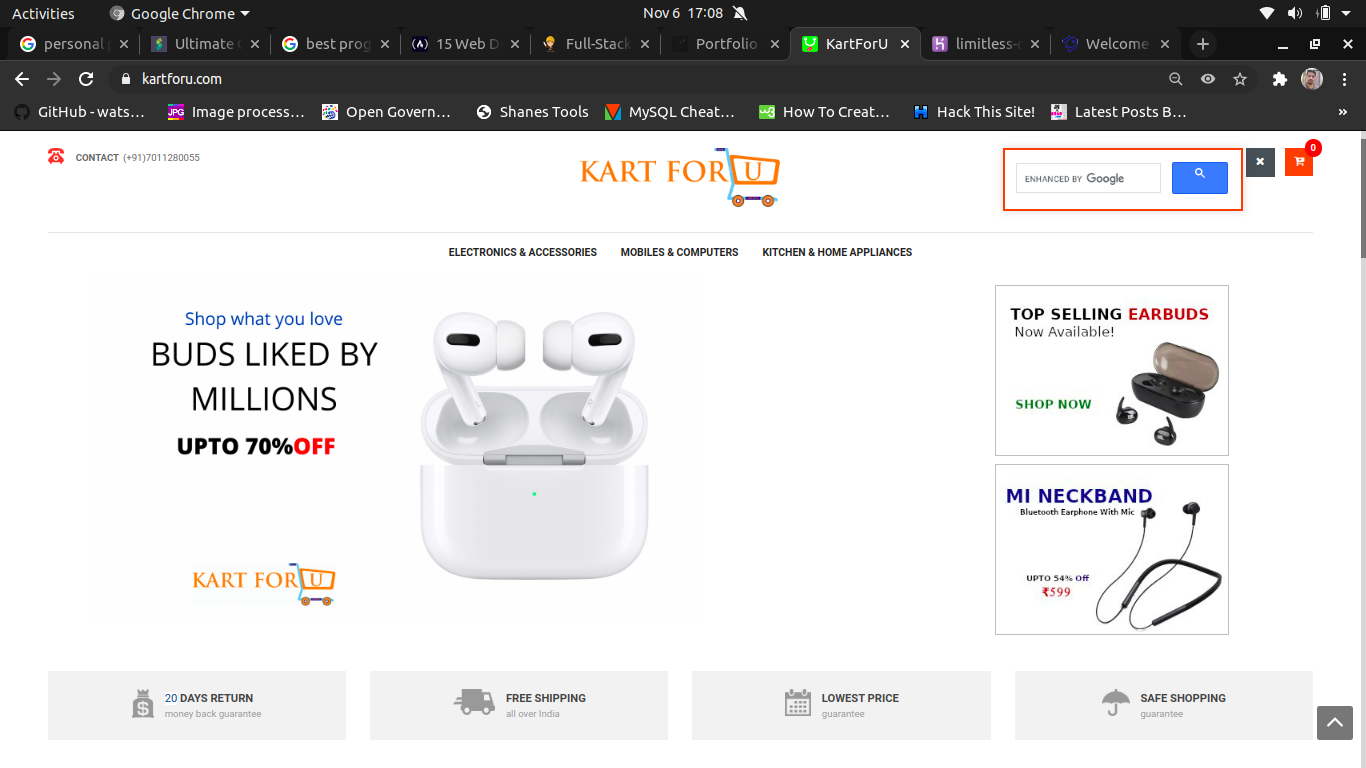 Activities
Google Chrome
Nov 6 17:08
personal
Ultimate
best prog
15 Web D
Full-Stack
Portfolio
KartForU
limitless-
Welcome
kartforu.com
GitHub - wats...
Image process...
Open Govern...
Shanes Tools
MySQL Cheat...
How To Creat...
Hack This Site!
Latest Posts B...
»
CONTACT (+91)7011280055
KART FOR U
ENHANCED BY Google
0
ELECTRONICS & ACCESSORIES
MOBILES & COMPUTERS
KITCHEN & HOME APPLIANCES
Shop what you love
BUDS LIKED BY
MILLIONS
UPTO 70%OFF
KART FOR U
TOP SELLING EARBUDS
Now Available!
SHOP NOW
MI NECKBAND
Bluetooth Earphone With Mic
UPTO 54% Off
₹599
20 DAYS RETURN
money back guarantee
FREE SHIPPING
all over India
LOWEST PRICE
guarantee
SAFE SHOPPING
guarantee